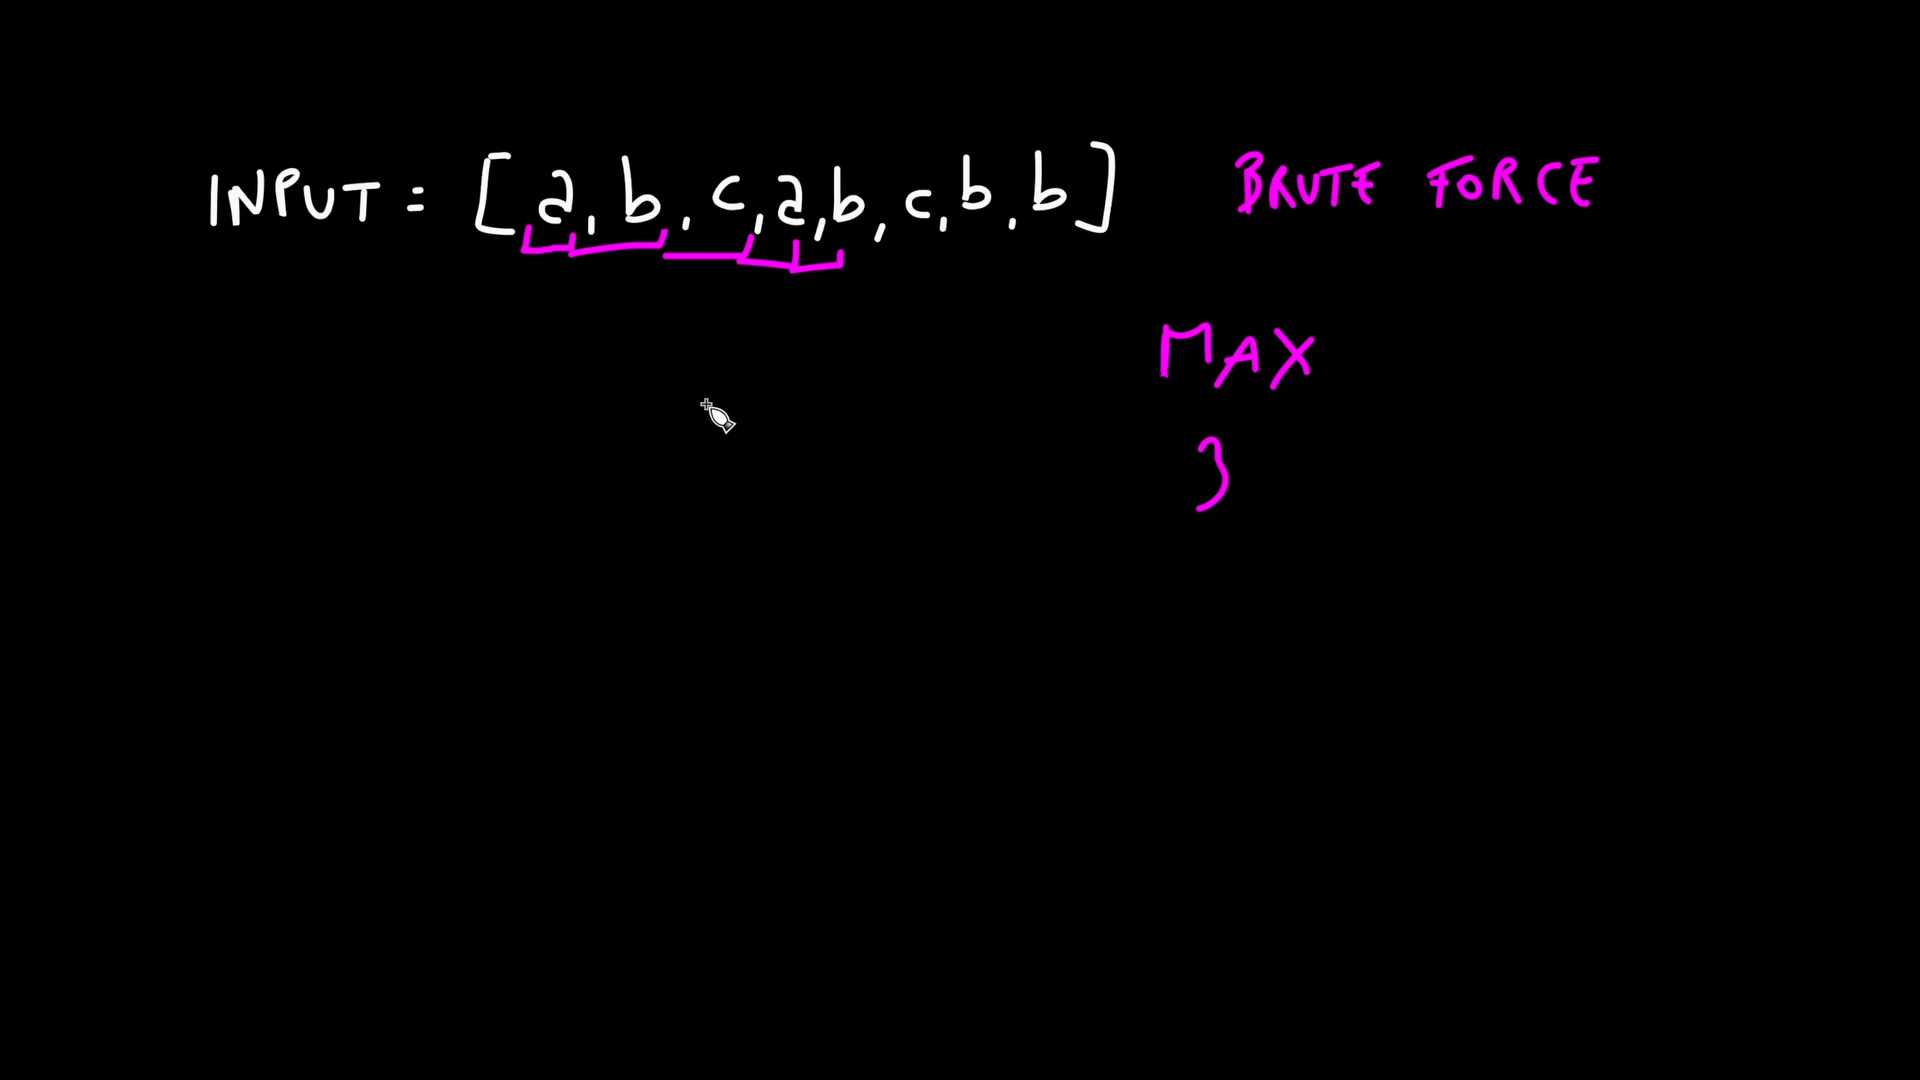 INPUT = [a, b, c, a, b, c, b, b] BRUTE FORCE
MAX
3